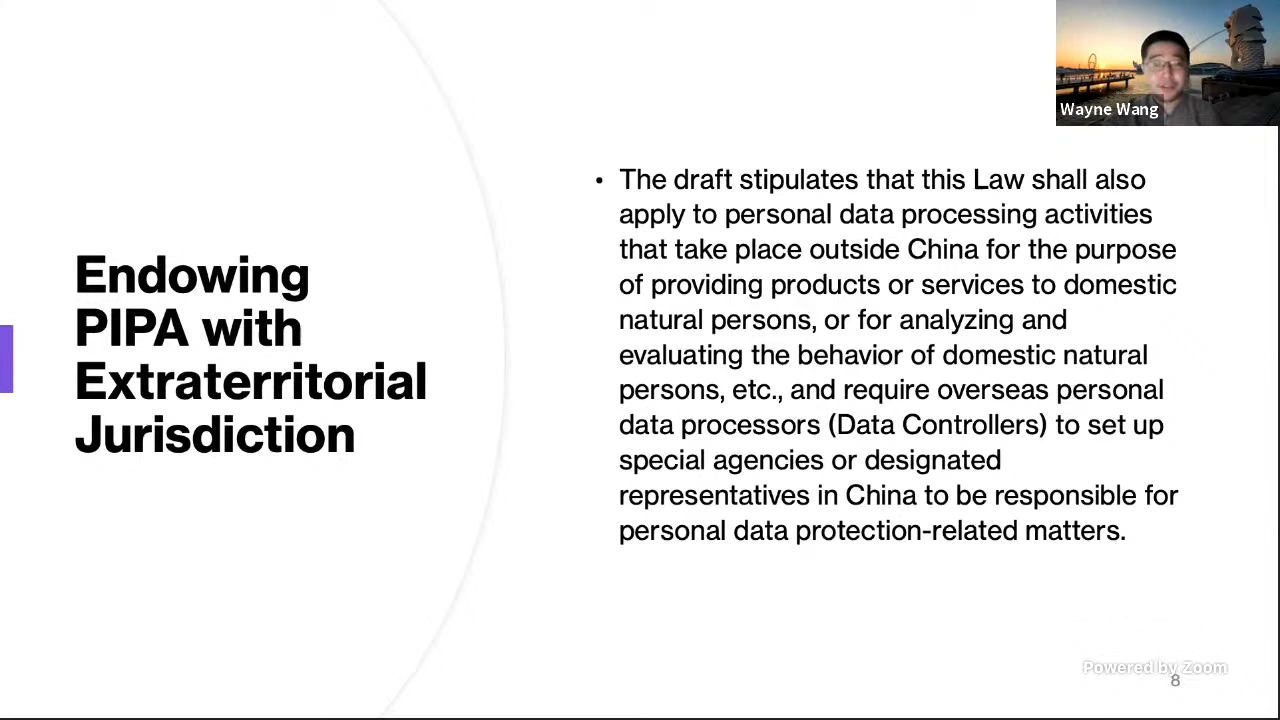 Wayne Wang
Endowing
PIPA with
Extraterritorial
Jurisdiction
• The draft stipulates that this Law shall also
apply to personal data processing activities
that take place outside China for the purpose
of providing products or services to domestic
natural persons, or for analyzing and
evaluating the behavior of domestic natural
persons, etc., and require overseas personal
data processors (Data Controllers) to set up
special agencies or designated
representatives in China to be responsible for
personal data protection-related matters.
Powered by Zoom
8